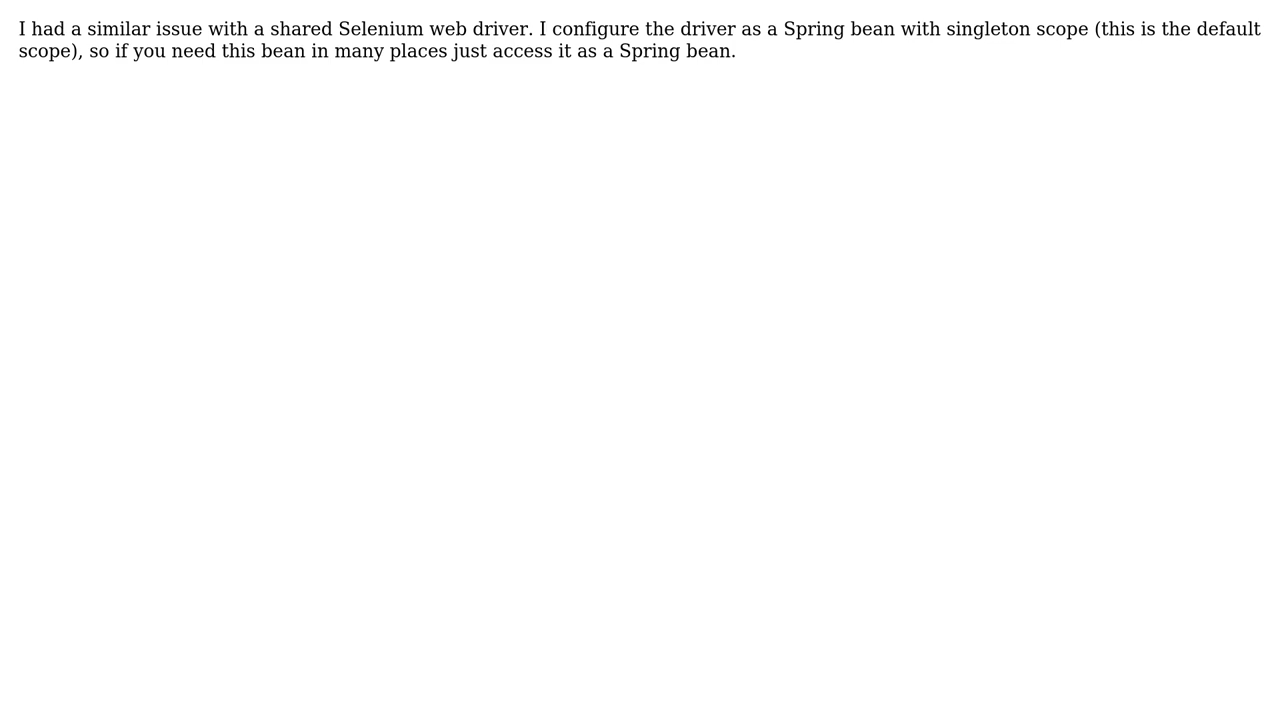 I had a similar issue with a shared Selenium web driver. I configure the driver as a Spring bean with singleton scope (this is the default
scope), so if you need this bean in many places just access it as a Spring bean.